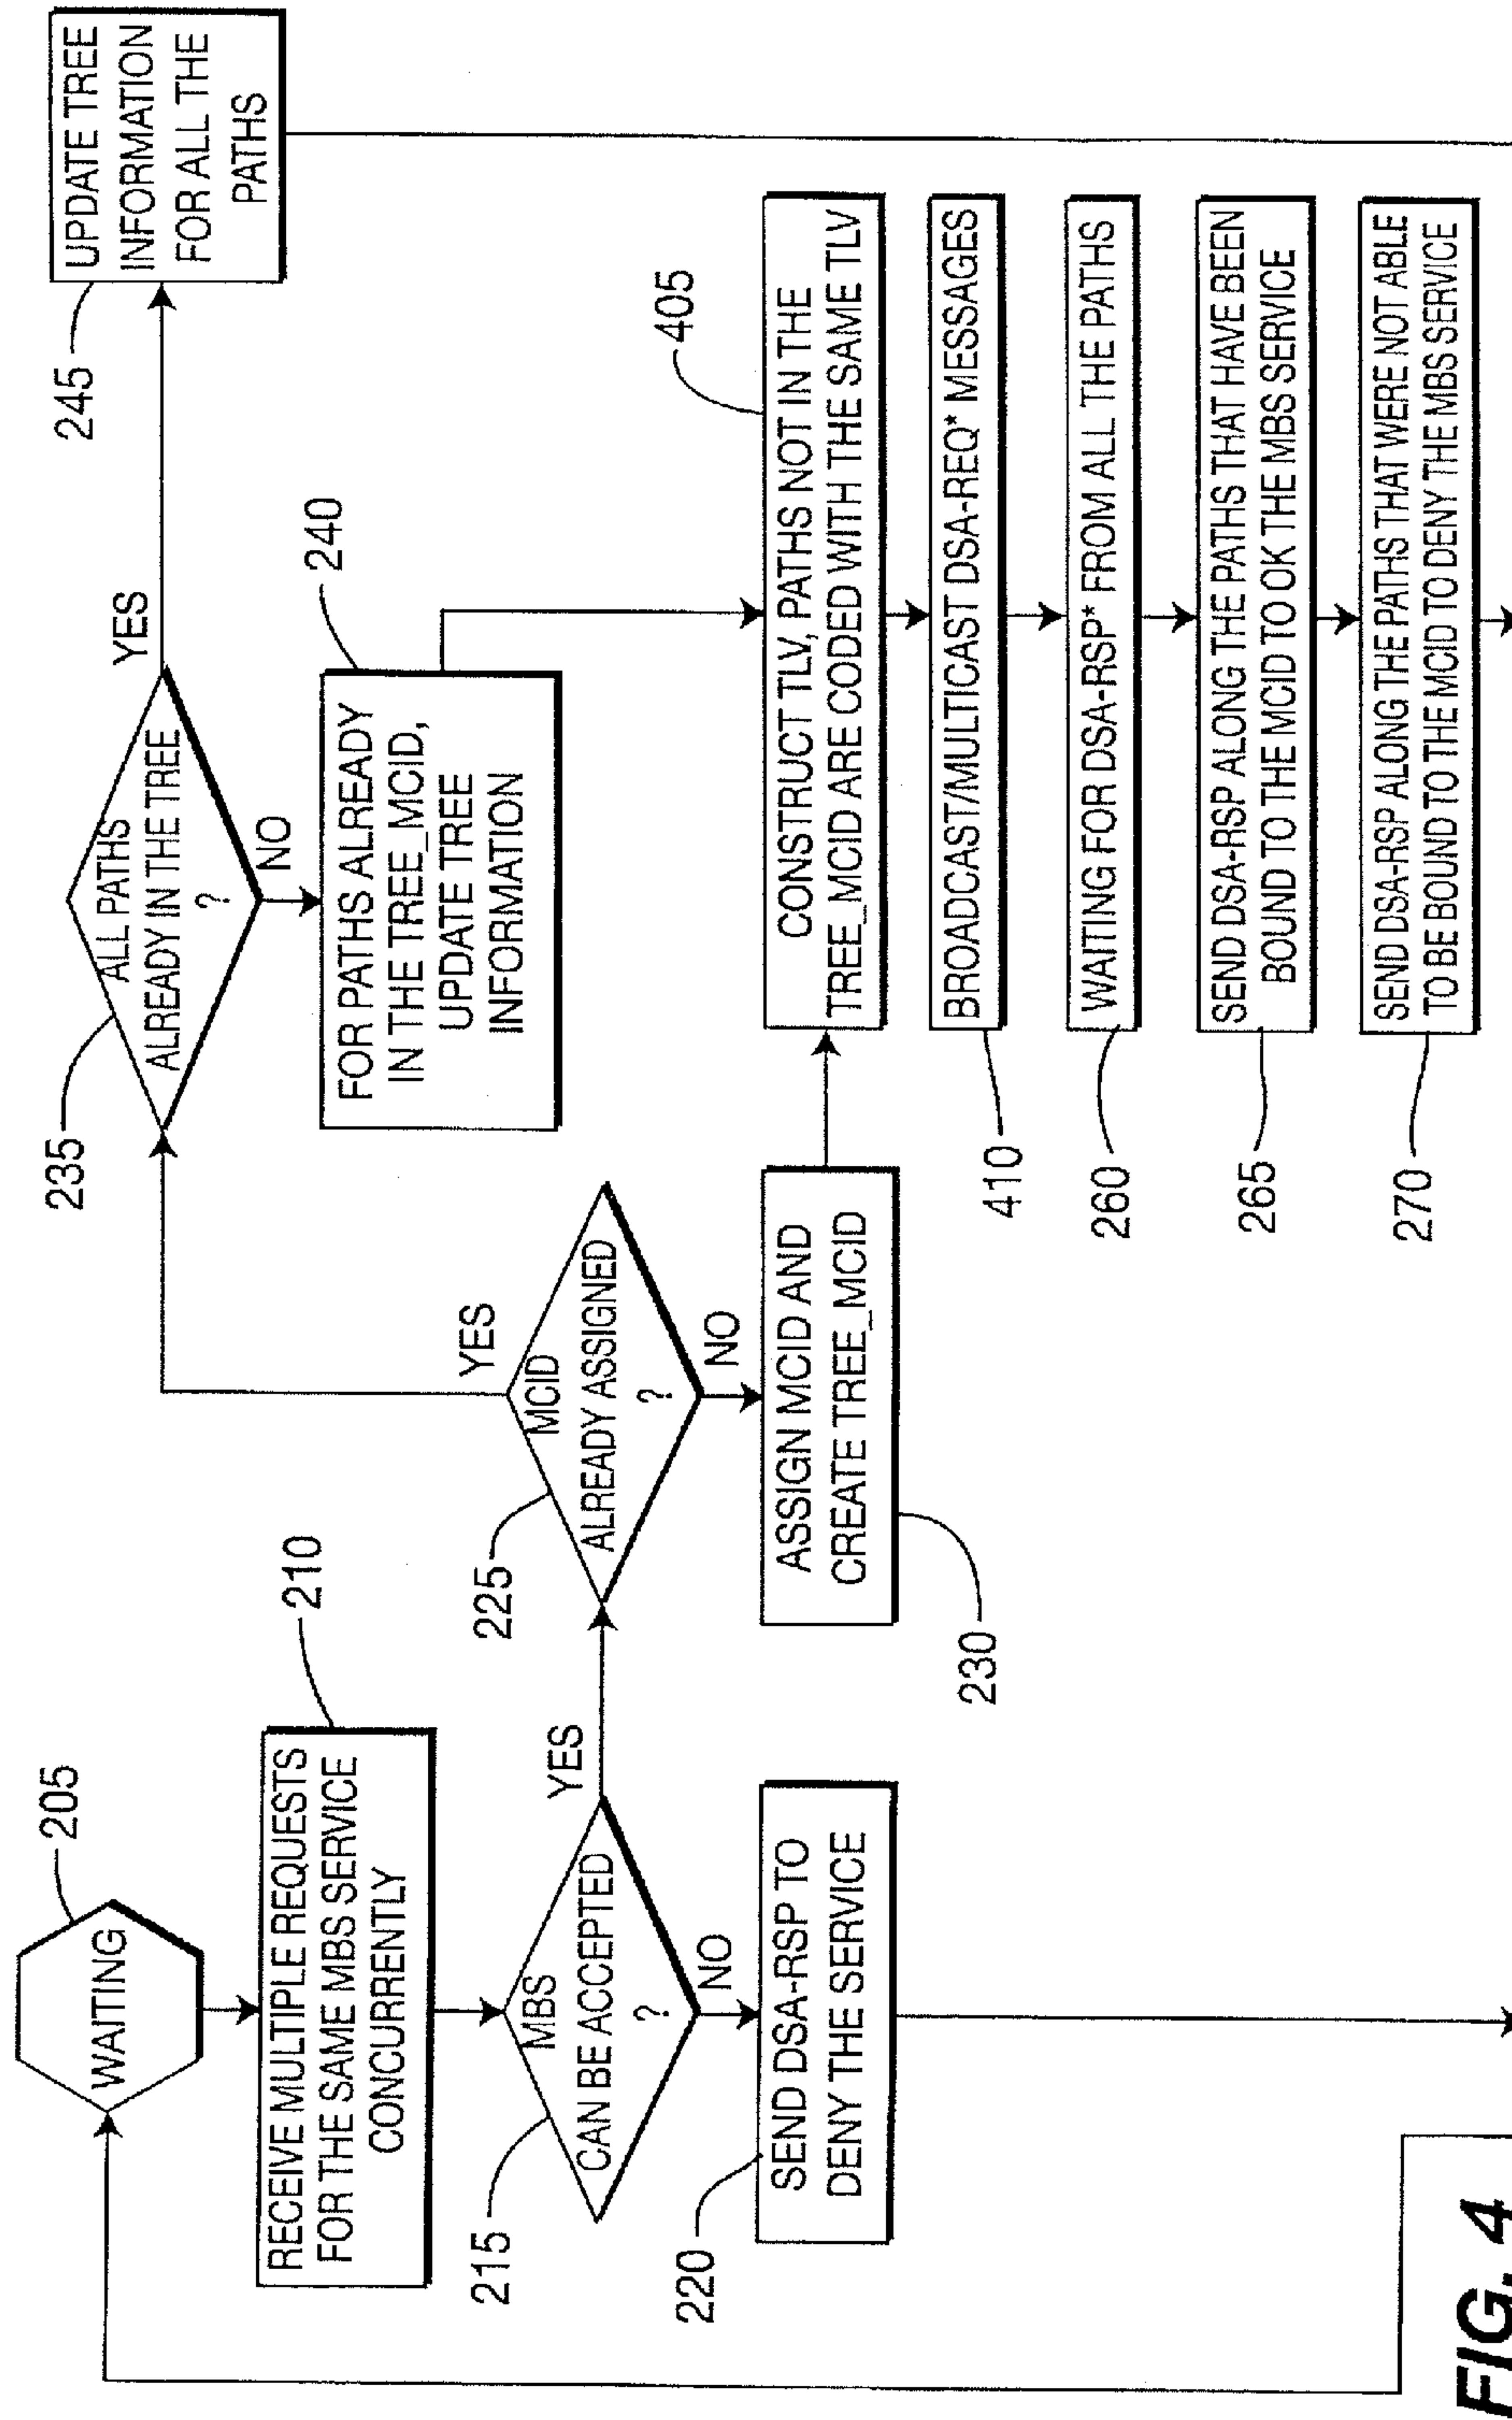 205
WAITING
210
RECEIVE MULTIPLE REQUESTS
FOR THE SAME MBS SERVICE
CONCURRENTLY
215
MBS
CAN BE ACCEPTED
?
YES
NO
220
SEND DSA-RSP TO
DENY THE SERVICE
225
MCID
ALREADY ASSIGNED
?
YES
NO
230
ASSIGN MCID AND
CREATE TREE_MCID
235
ALL PATHS
ALREADY IN THE TREE
?
YES
NO
240
FOR PATHS ALREADY
IN THE TREE_MCID,
UPDATE TREE
INFORMATION
245
UPDATE TREE
INFORMATION
FOR ALL THE
PATHS
405
CONSTRUCT TLV, PATHS NOT IN THE
TREE_MCID ARE CODED WITH THE SAME TLV
410
BROADCAST/MULTICAST DSA-REQ* MESSAGES
260
WAITING FOR DSA-RSP* FROM ALL THE PATHS
265
SEND DSA-RSP ALONG THE PATHS THAT HAVE BEEN
BOUND TO THE MCID TO OK THE MBS SERVICE
270
SEND DSA-RSP ALONG THE PATHS THAT WERE NOT ABLE
TO BE BOUND TO THE MCID TO DENY THE MBS SERVICE
FIG. 4